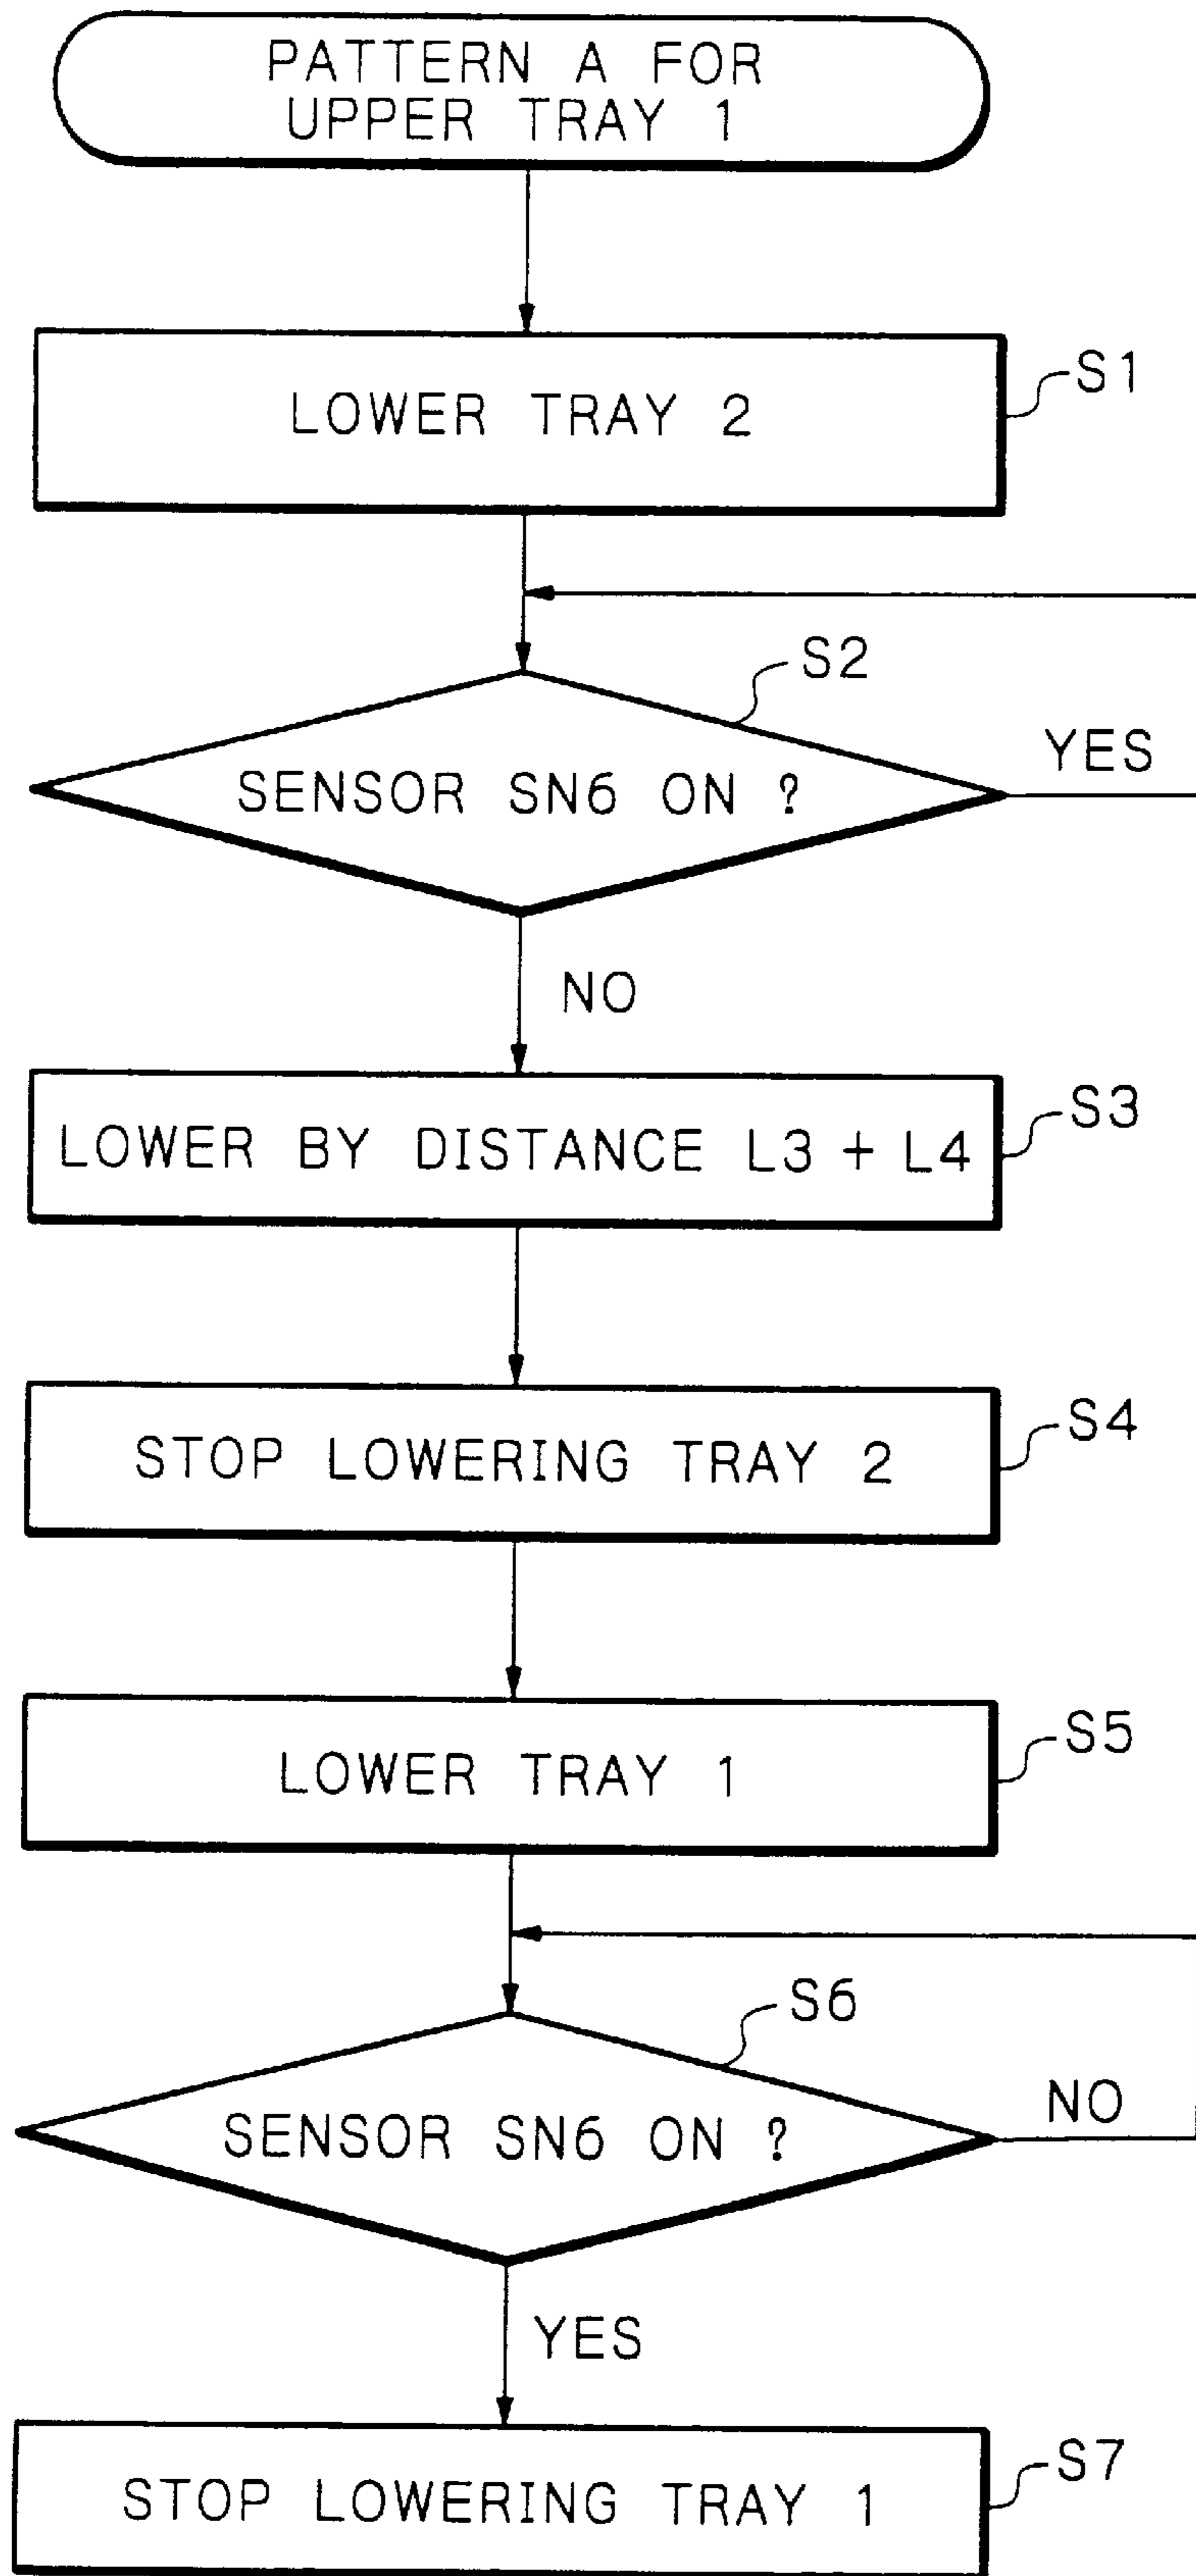 PATTERN A FOR
UPPER TRAY 1
LOWER TRAY 2
S1
S2
SENSOR SN6 ON ?
YES
NO
LOWER BY DISTANCE L3 + L4
S3
STOP LOWERING TRAY 2
S4
LOWER TRAY 1
S5
S6
SENSOR SN6 ON ?
NO
YES
STOP LOWERING TRAY 1
S7